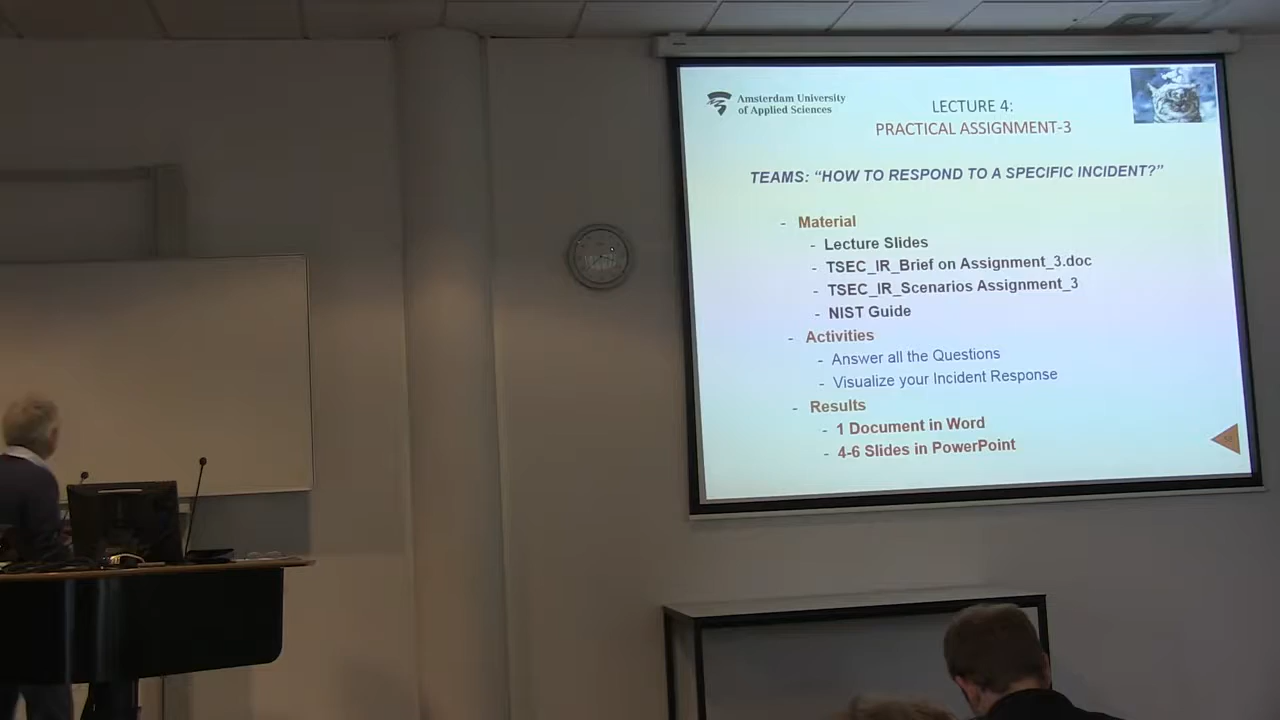 Amsterdam University
of Applied Sciences
LECTURE 4:
PRACTICAL ASSIGNMENT-3
TEAMS: “HOW TO RESPOND TO A SPECIFIC INCIDENT?”
- Material
- Lecture Slides
- TSEC_IR_Brief on Assignment_3.doc
- TSEC_IR_Scenarios Assignment_3
- NIST Guide
- Activities
- Answer all the Questions
- Visualize your Incident Response
- Results
- 1 Document in Word
- 4-6 Slides in PowerPoint